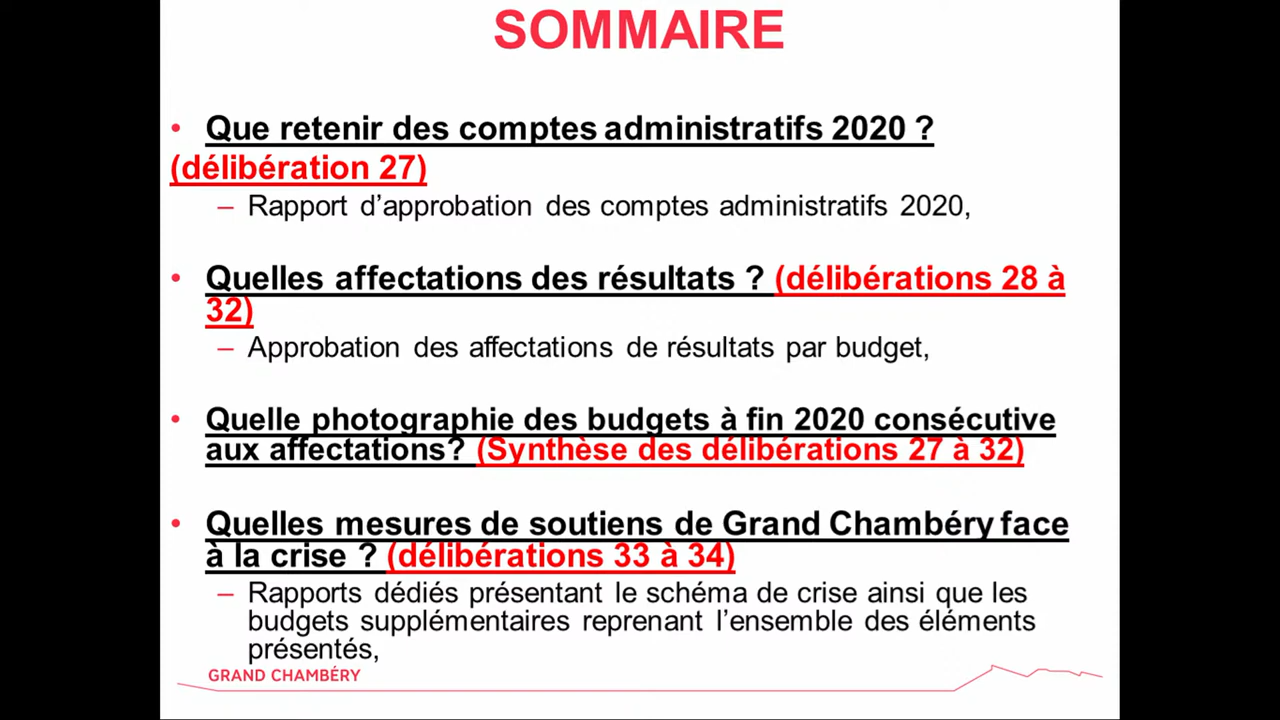 SOMMAIRE
• Que retenir des comptes administratifs 2020 ?
(délibération 27)
– Rapport d’approbation des comptes administratifs 2020,
• Quelles affectations des résultats ? (délibérations 28 à
32)
– Approbation des affectations de résultats par budget,
• Quelle photographie des budgets à fin 2020 consécutive
aux affectations? (Synthèse des délibérations 27 à 32)
• Quelles mesures de soutiens de Grand Chambéry face
à la crise ? (délibérations 33 à 34)
– Rapports dédiés présentant le schéma de crise ainsi que les
budgets supplémentaires reprenant l’ensemble des éléments
présentés,
GRAND CHAMBÉRY